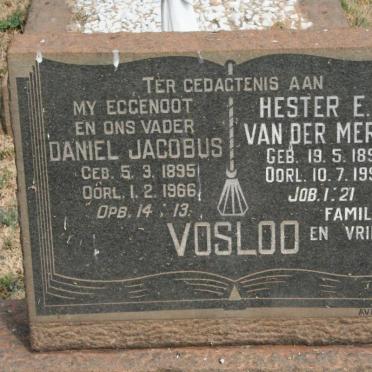 TER GEDAGTENIS AAN
MY EGGENOOT
EN ONS VADER
DANIEL JACOBUS
GEB. 5. 3. 1895
OORL. 1. 2. 1966
OPB. 14 : 13.
HESTER E.
VAN DER MER
GEB. 19. 5. 189
OORL. 10. 7. 199
JOB. 1: 21
FAMIL
EN VRI
VOSLOO